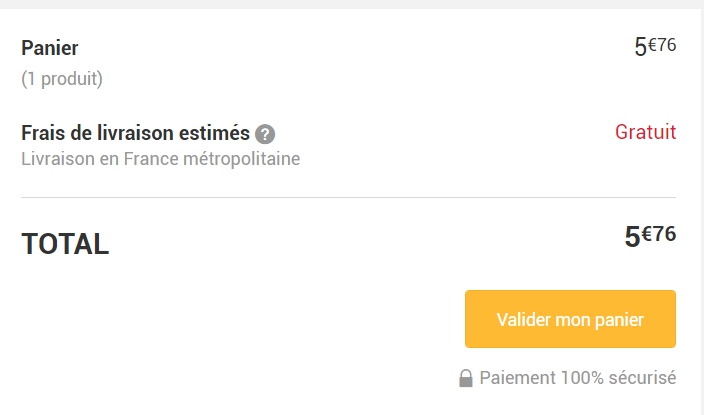 Panier 5€76
(1 produit)
Frais de livraison estimés ? Gratuit
Livraison en France métropolitaine
TOTAL 5€76
Valider mon panier
Paiement 100% sécurisé